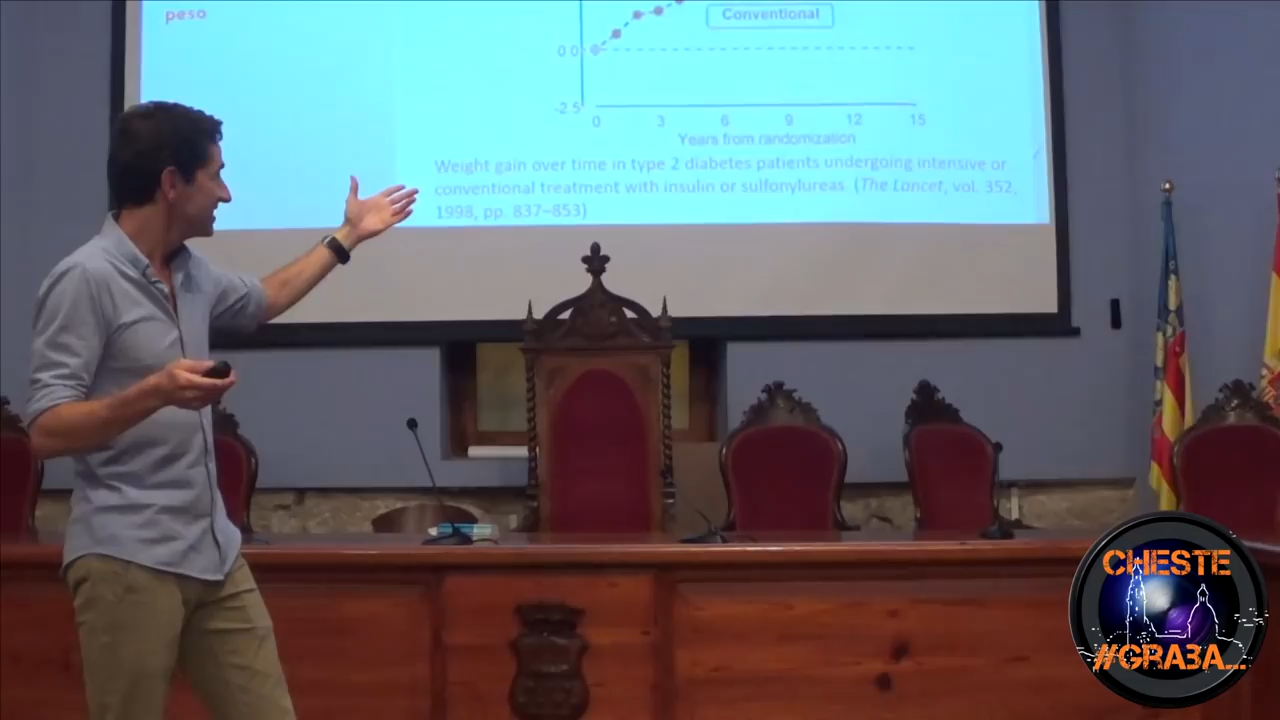 peso
Conventional
0.0
-2.5
0 3 6 9 12 15
Years from randomization
Weight gain over time in type 2 diabetes patients undergoing intensive or
conventional treatment with insulin or sulfonylureas. (The Lancet, vol. 352,
1998, pp. 837–853)
CHESTE
#GRABA...